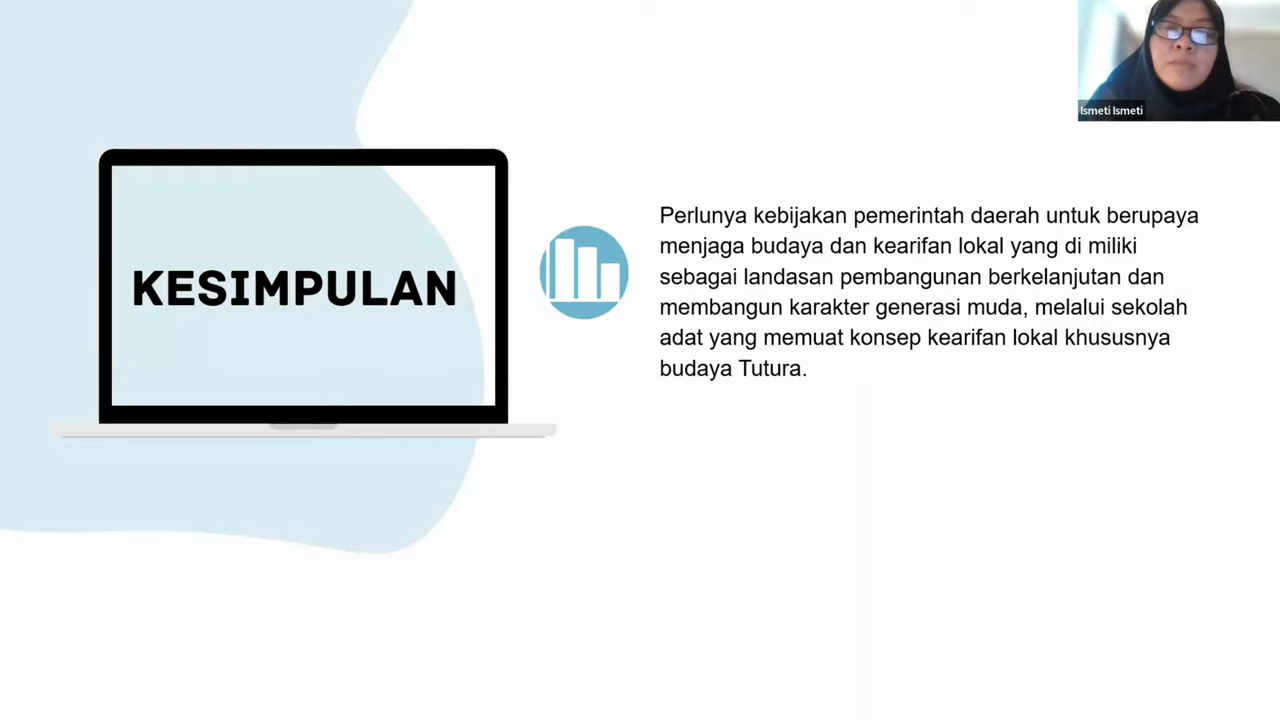 Ismeti Ismeti
KESIMPULAN
Perlunya kebijakan pemerintah daerah untuk berupaya
menjaga budaya dan kearifan lokal yang di miliki
sebagai landasan pembangunan berkelanjutan dan
membangun karakter generasi muda, melalui sekolah
adat yang memuat konsep kearifan lokal khususnya
budaya Tutura.